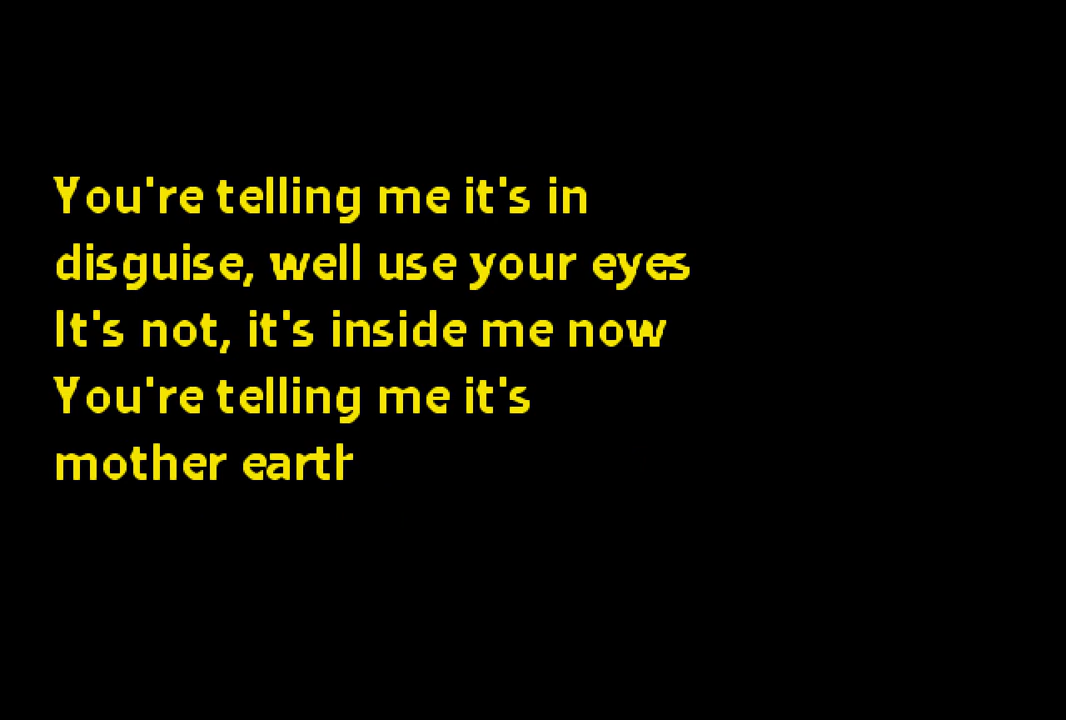 You're telling me it's in
disguise, well use your eyes
It's not, it's inside me now
You're telling me it's
mother earth